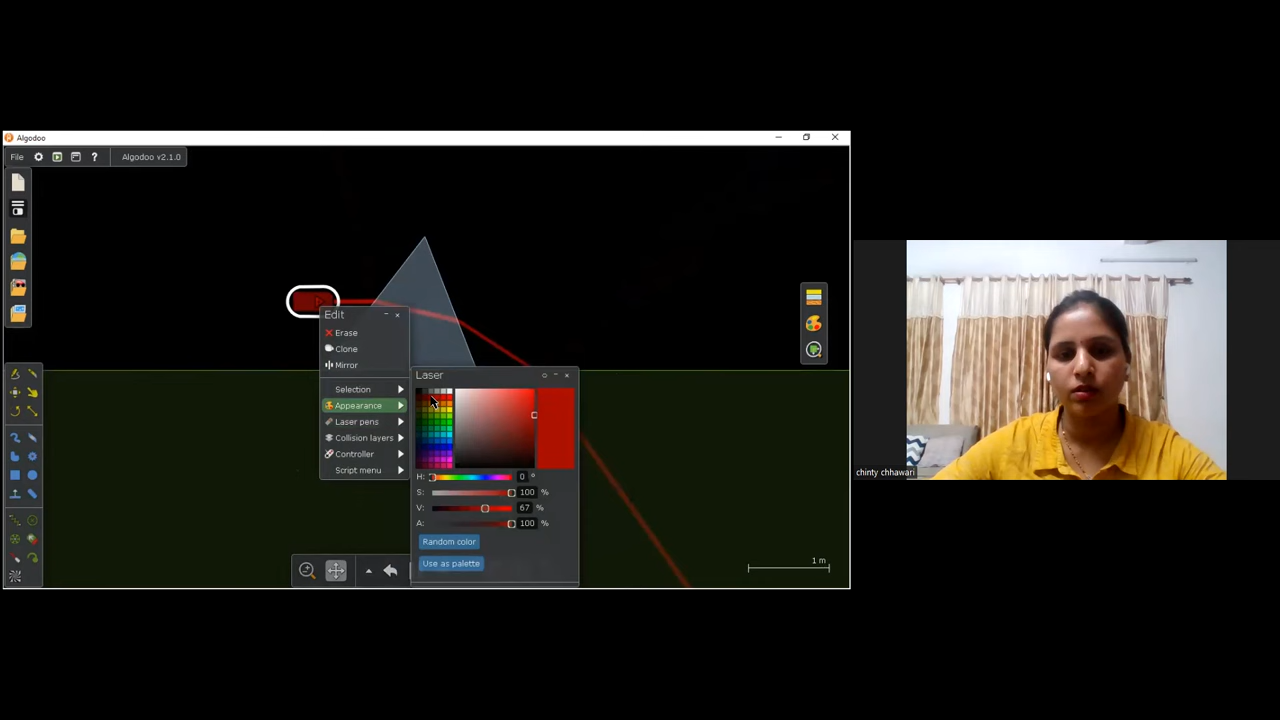 Algodoo
File ? Algodoo v2.1.0
Edit
Erase
Clone
Mirror
Selection
Appearance
Laser pens
Collision layers
Controller
Script menu
Laser
H: 0 °
S: 100 %
V: 67 %
A: 100 %
Random color
Use as palette
1 m
chinty chhawari